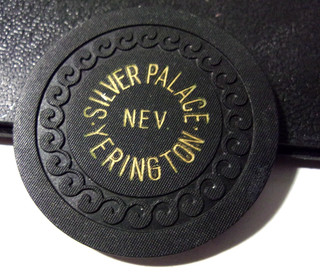 SILVER PALACE
NEV.
YERINGTON